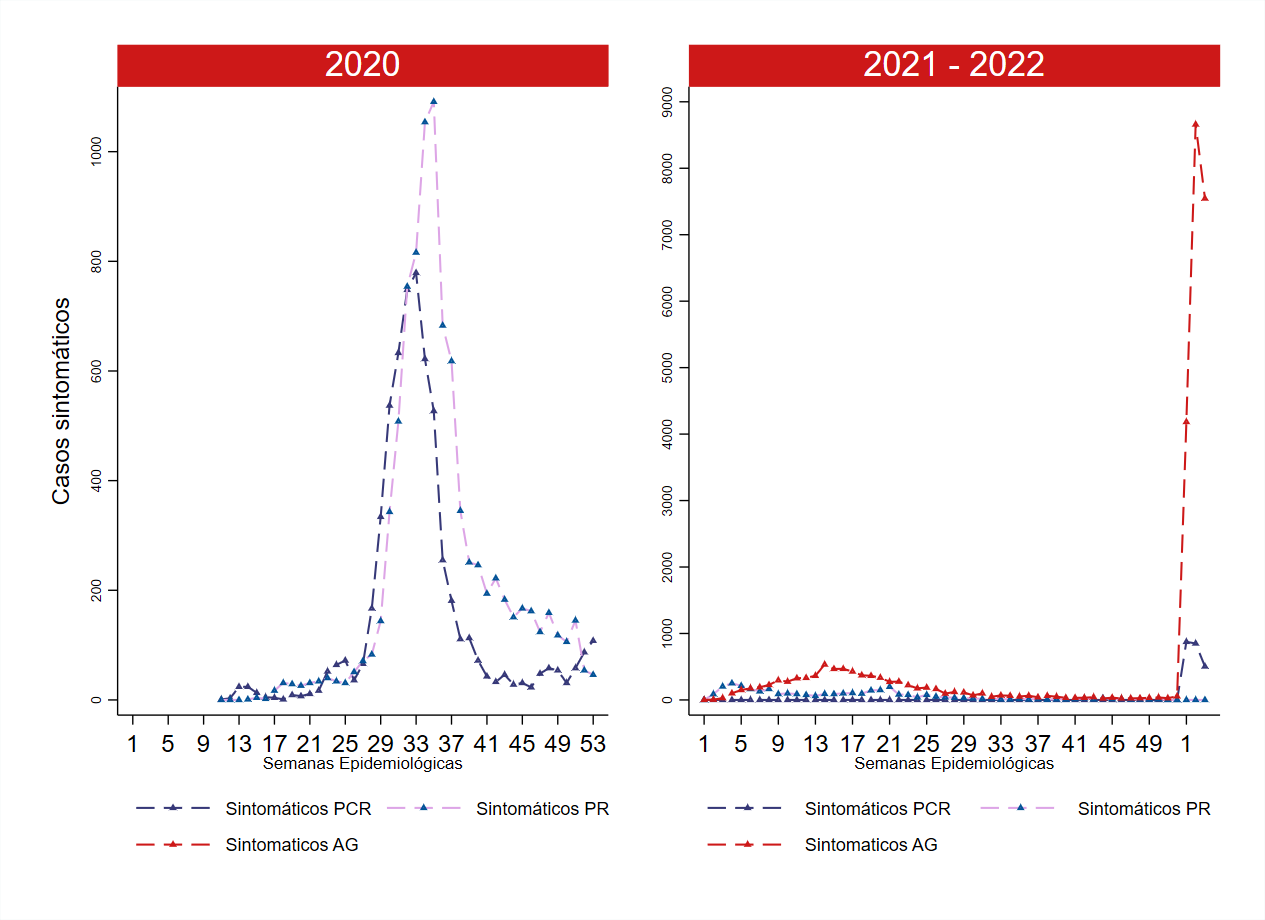 2020
2021 - 2022
Casos sintomáticos
1000
800
600
400
200
0
1 5 9 13 17 21 25 29 33 37 41 45 49 53
Semanas Epidemiológicas
9000
8000
7000
6000
5000
4000
3000
2000
1000
0
1 5 9 13 17 21 25 29 33 37 41 45 49 1
Semanas Epidemiológicas
Sintomáticos PCR Sintomáticos PR
Sintomaticos AG
Sintomáticos PCR Sintomáticos PR
Sintomaticos AG